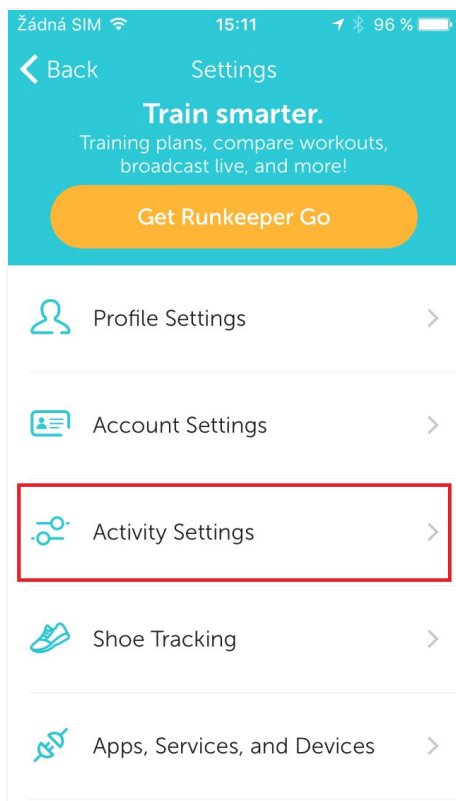 Žádná SIM 15:11 96 %
Back Settings
Train smarter.
Training plans, compare workouts,
broadcast live, and more!
Get Runkeeper Go
Profile Settings
Account Settings
Activity Settings
Shoe Tracking
Apps, Services, and Devices